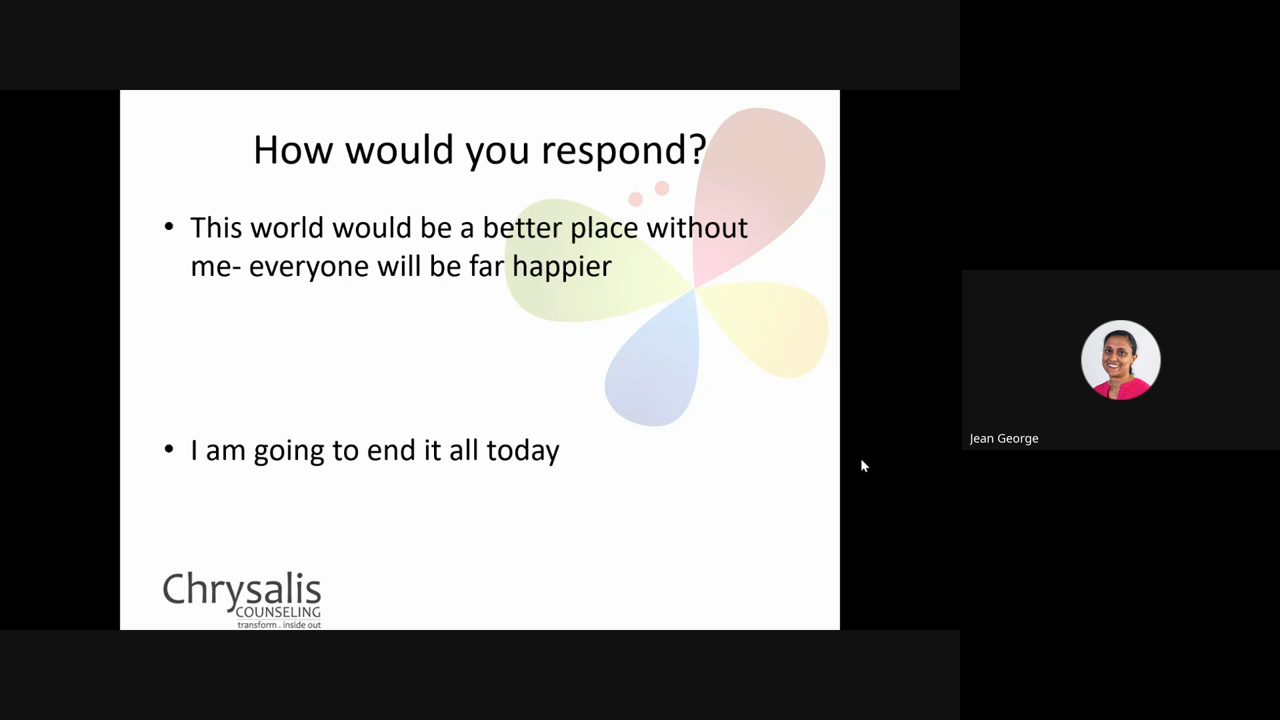 How would you respond?
• This world would be a better place without
me- everyone will be far happier
• I am going to end it all today
Chrysalis
COUNSELING
transform . inside out
Jean George